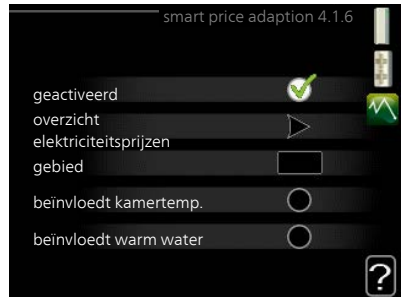 smart price adaption 4.1.6
geactiveerd
overzicht
elektriciteitsprijzen
gebied
beïnvloedt kamertemp.
beïnvloedt warm water
?